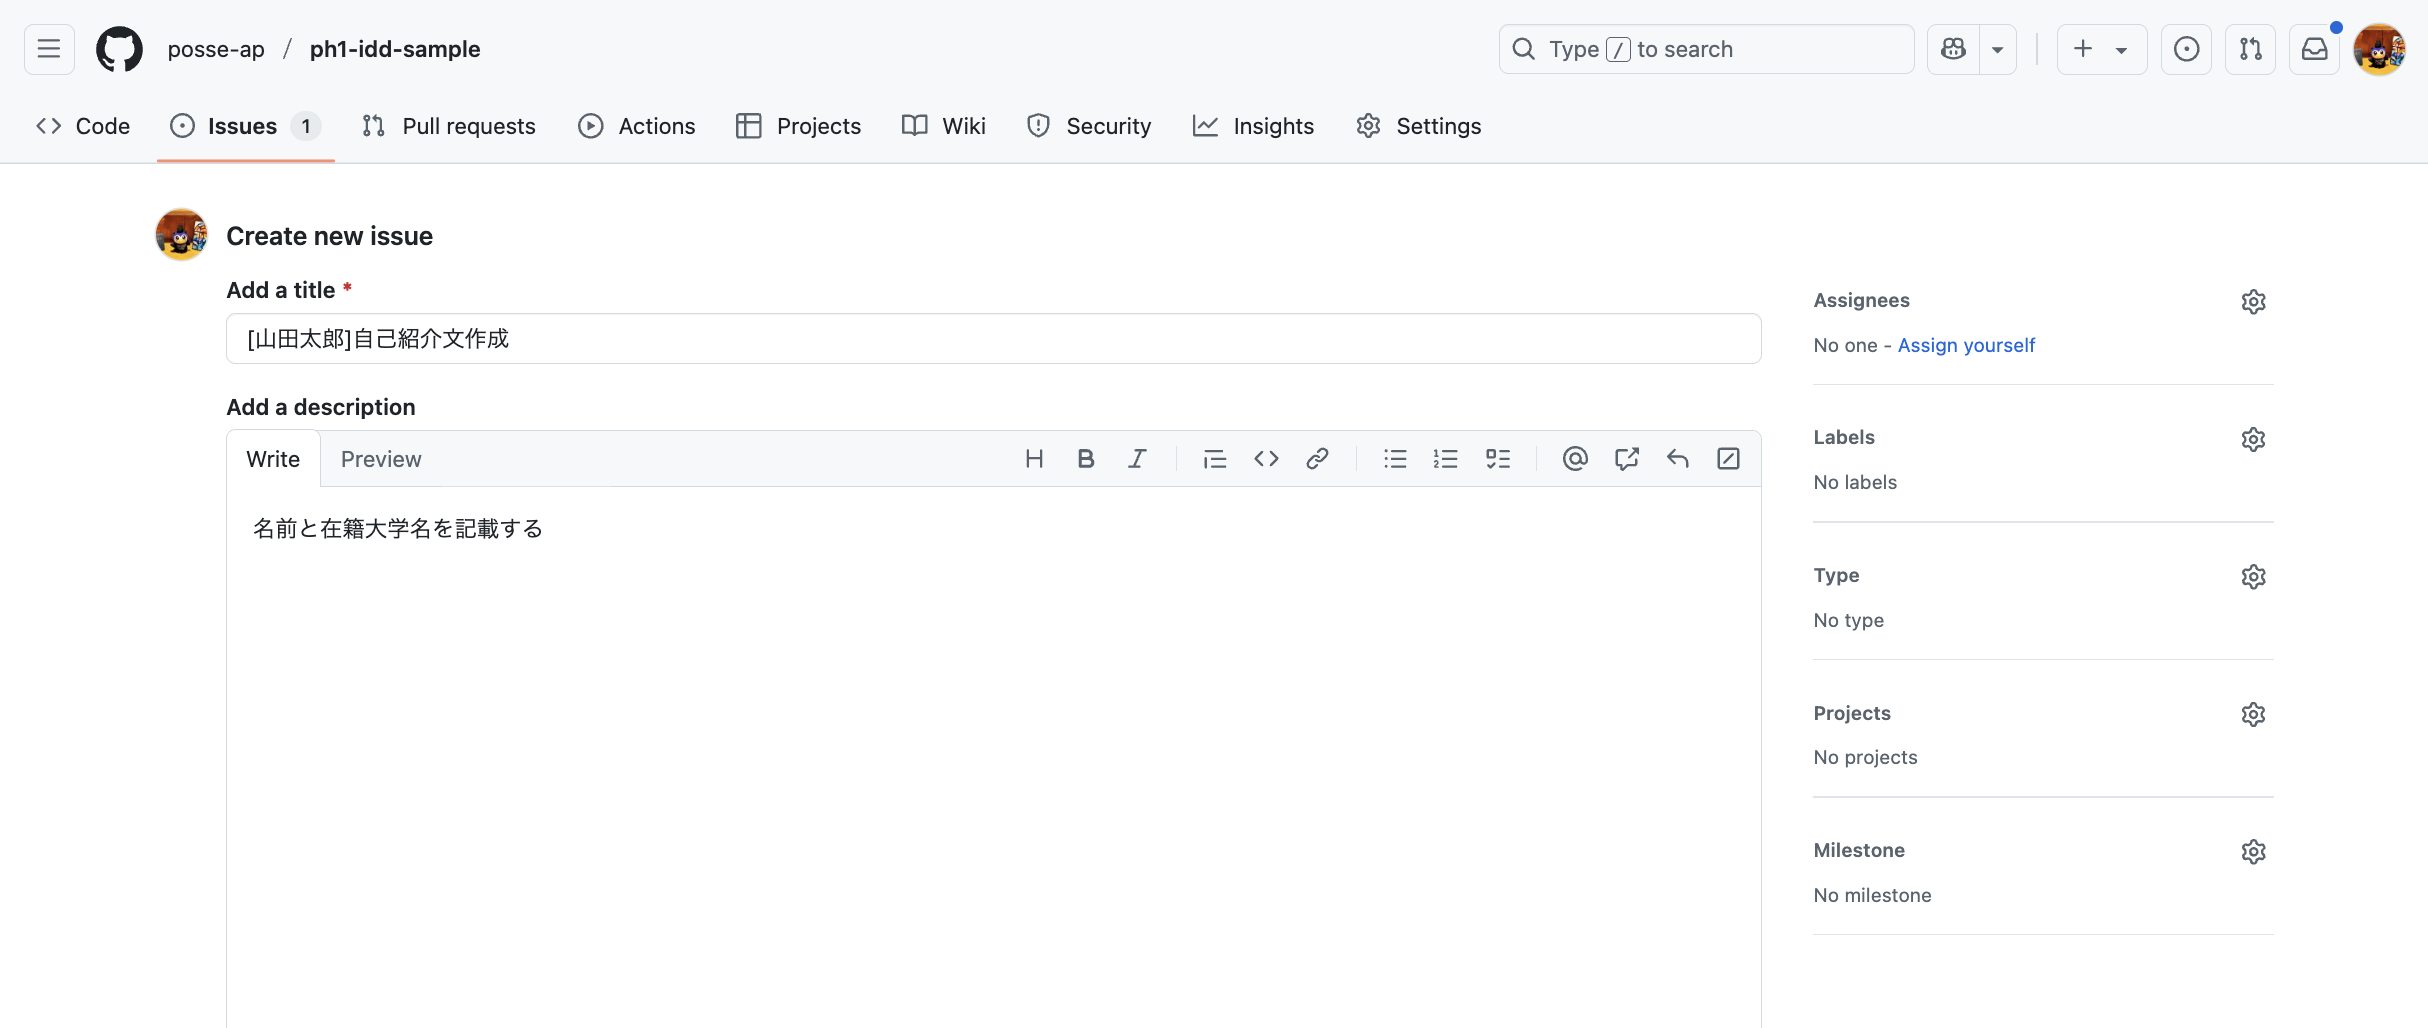 posse-ap / ph1-idd-sample
Type / to search
Code
Issues 1
Pull requests
Actions
Projects
Wiki
Security
Insights
Settings
Create new issue
Add a title *
[山田太郎]自己紹介文作成
Add a description
Write
Preview
名前と在籍大学名を記載する
Assignees
No one - Assign yourself
Labels
No labels
Type
No type
Projects
No projects
Milestone
No milestone